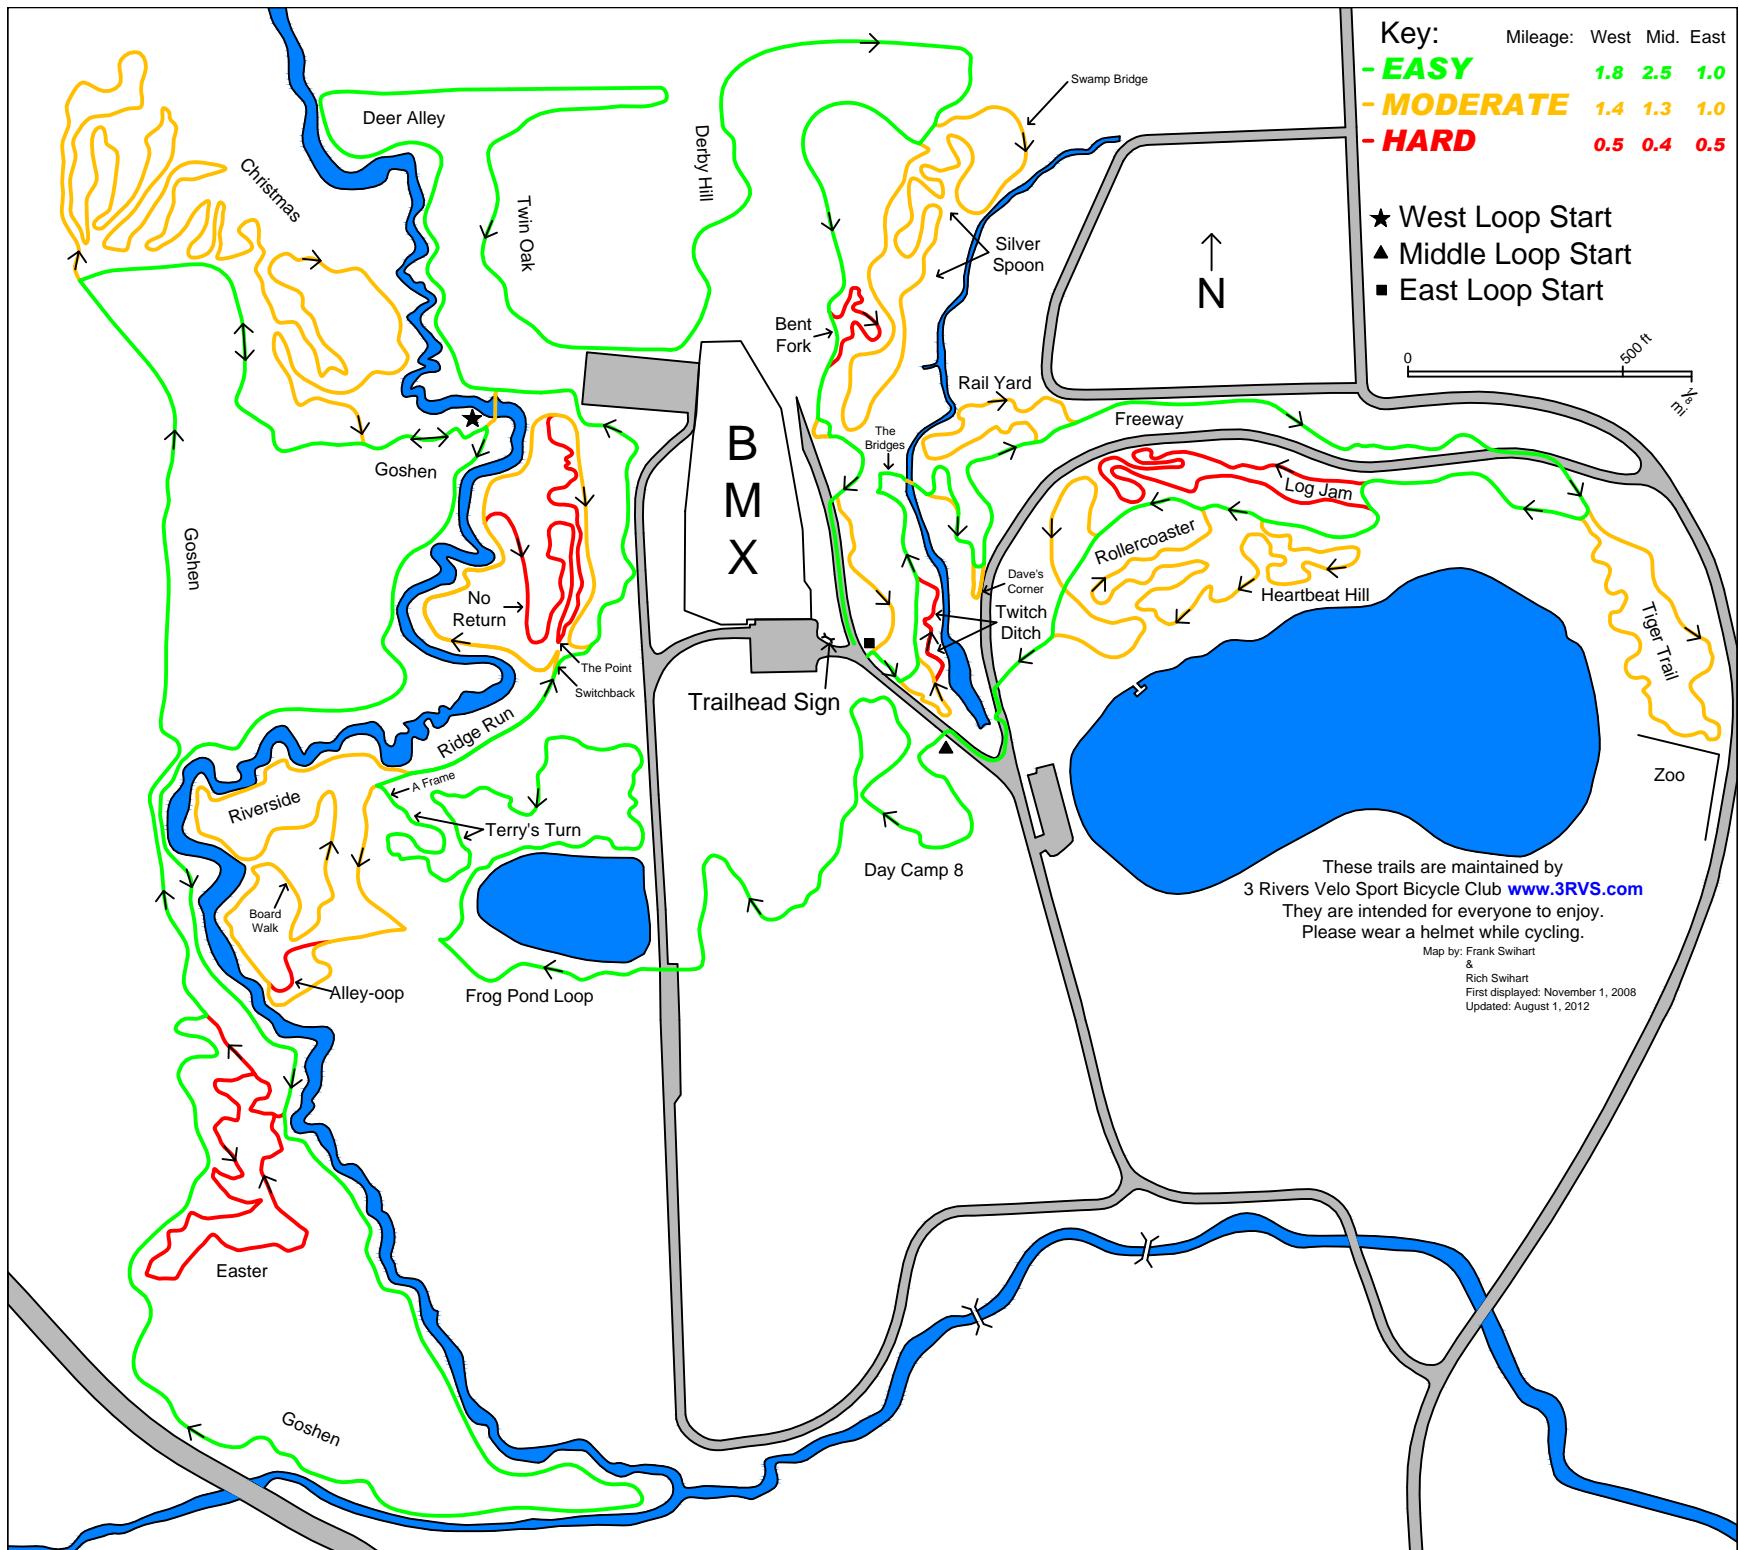 Key: Mileage: West Mid. East
- EASY 1.8 2.5 1.0
- MODERATE 1.4 1.3 1.0
- HARD 0.5 0.4 0.5
West Loop Start
Middle Loop Start
East Loop Start
N
0 500 ft
1/8 mi
Swamp Bridge
Deer Alley
Christmas
Twin Oak
Derby Hill
Silver
Spoon
Bent
Fork
Rail Yard
Freeway
The
Bridges
B
M
X
Goshen
Goshen
Log Jam
Rollercoaster
Heartbeat Hill
Dave's
Corner
Twitch
Ditch
Tiger Trail
No
Return
The Point
Switchback
Trailhead Sign
Ridge Run
A Frame
Riverside
Terry's Turn
Zoo
Day Camp 8
Board
Walk
Alley-oop
Frog Pond Loop
These trails are maintained by
3 Rivers Velo Sport Bicycle Club www.3RVS.com
They are intended for everyone to enjoy.
Please wear a helmet while cycling.
Map by: Frank Swihart
&
Rich Swihart
First displayed: November 1, 2008
Updated: August 1, 2012
Easter
Goshen